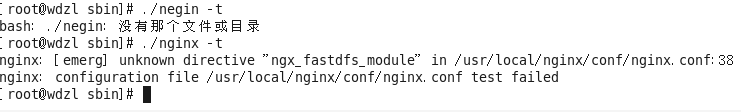 [root@wdzl sbin]# ./negin -t
bash: ./negin: 没有那个文件或目录
[root@wdzl sbin]# ./nginx -t
nginx: [emerg] unknown directive "ngx_fastdfs_module" in /usr/local/nginx/conf/nginx.conf:38
nginx: configuration file /usr/local/nginx/conf/nginx.conf test failed
[root@wdzl sbin]#